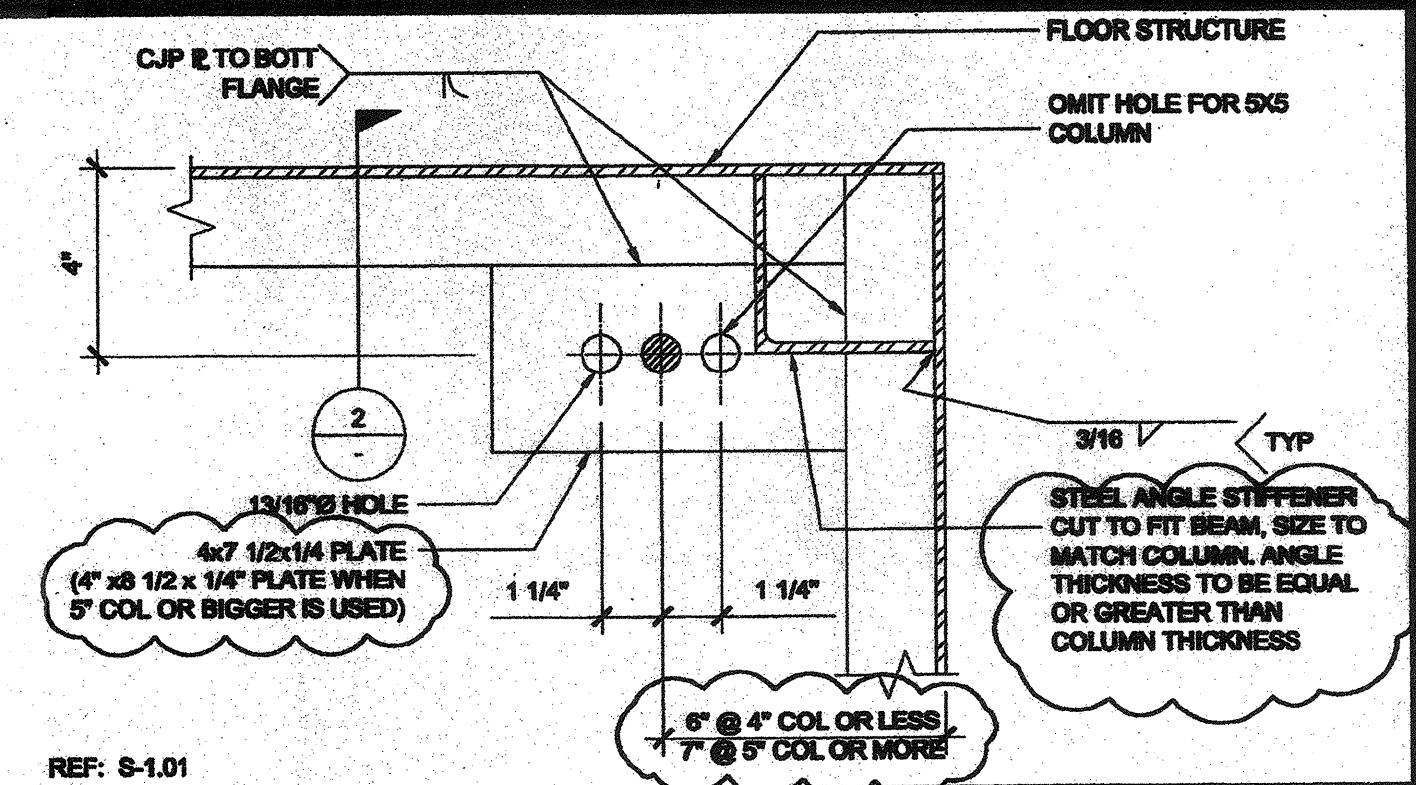 CJP ⅊ TO BOTT
FLANGE
FLOOR STRUCTURE
OMIT HOLE FOR 5X5
COLUMN
4"
2
-
13/16"Ø HOLE
4x7 1/2x1/4 PLATE
(4" x8 1/2 x 1/4" PLATE WHEN
5" COL OR BIGGER IS USED)
1 1/4"
1 1/4"
3/16
TYP
STEEL ANGLE STIFFENER
CUT TO FIT BEAM, SIZE TO
MATCH COLUMN. ANGLE
THICKNESS TO BE EQUAL
OR GREATER THAN
COLUMN THICKNESS
6" @ 4" COL OR LESS
7" @ 5" COL OR MORE
REF: S-1.01